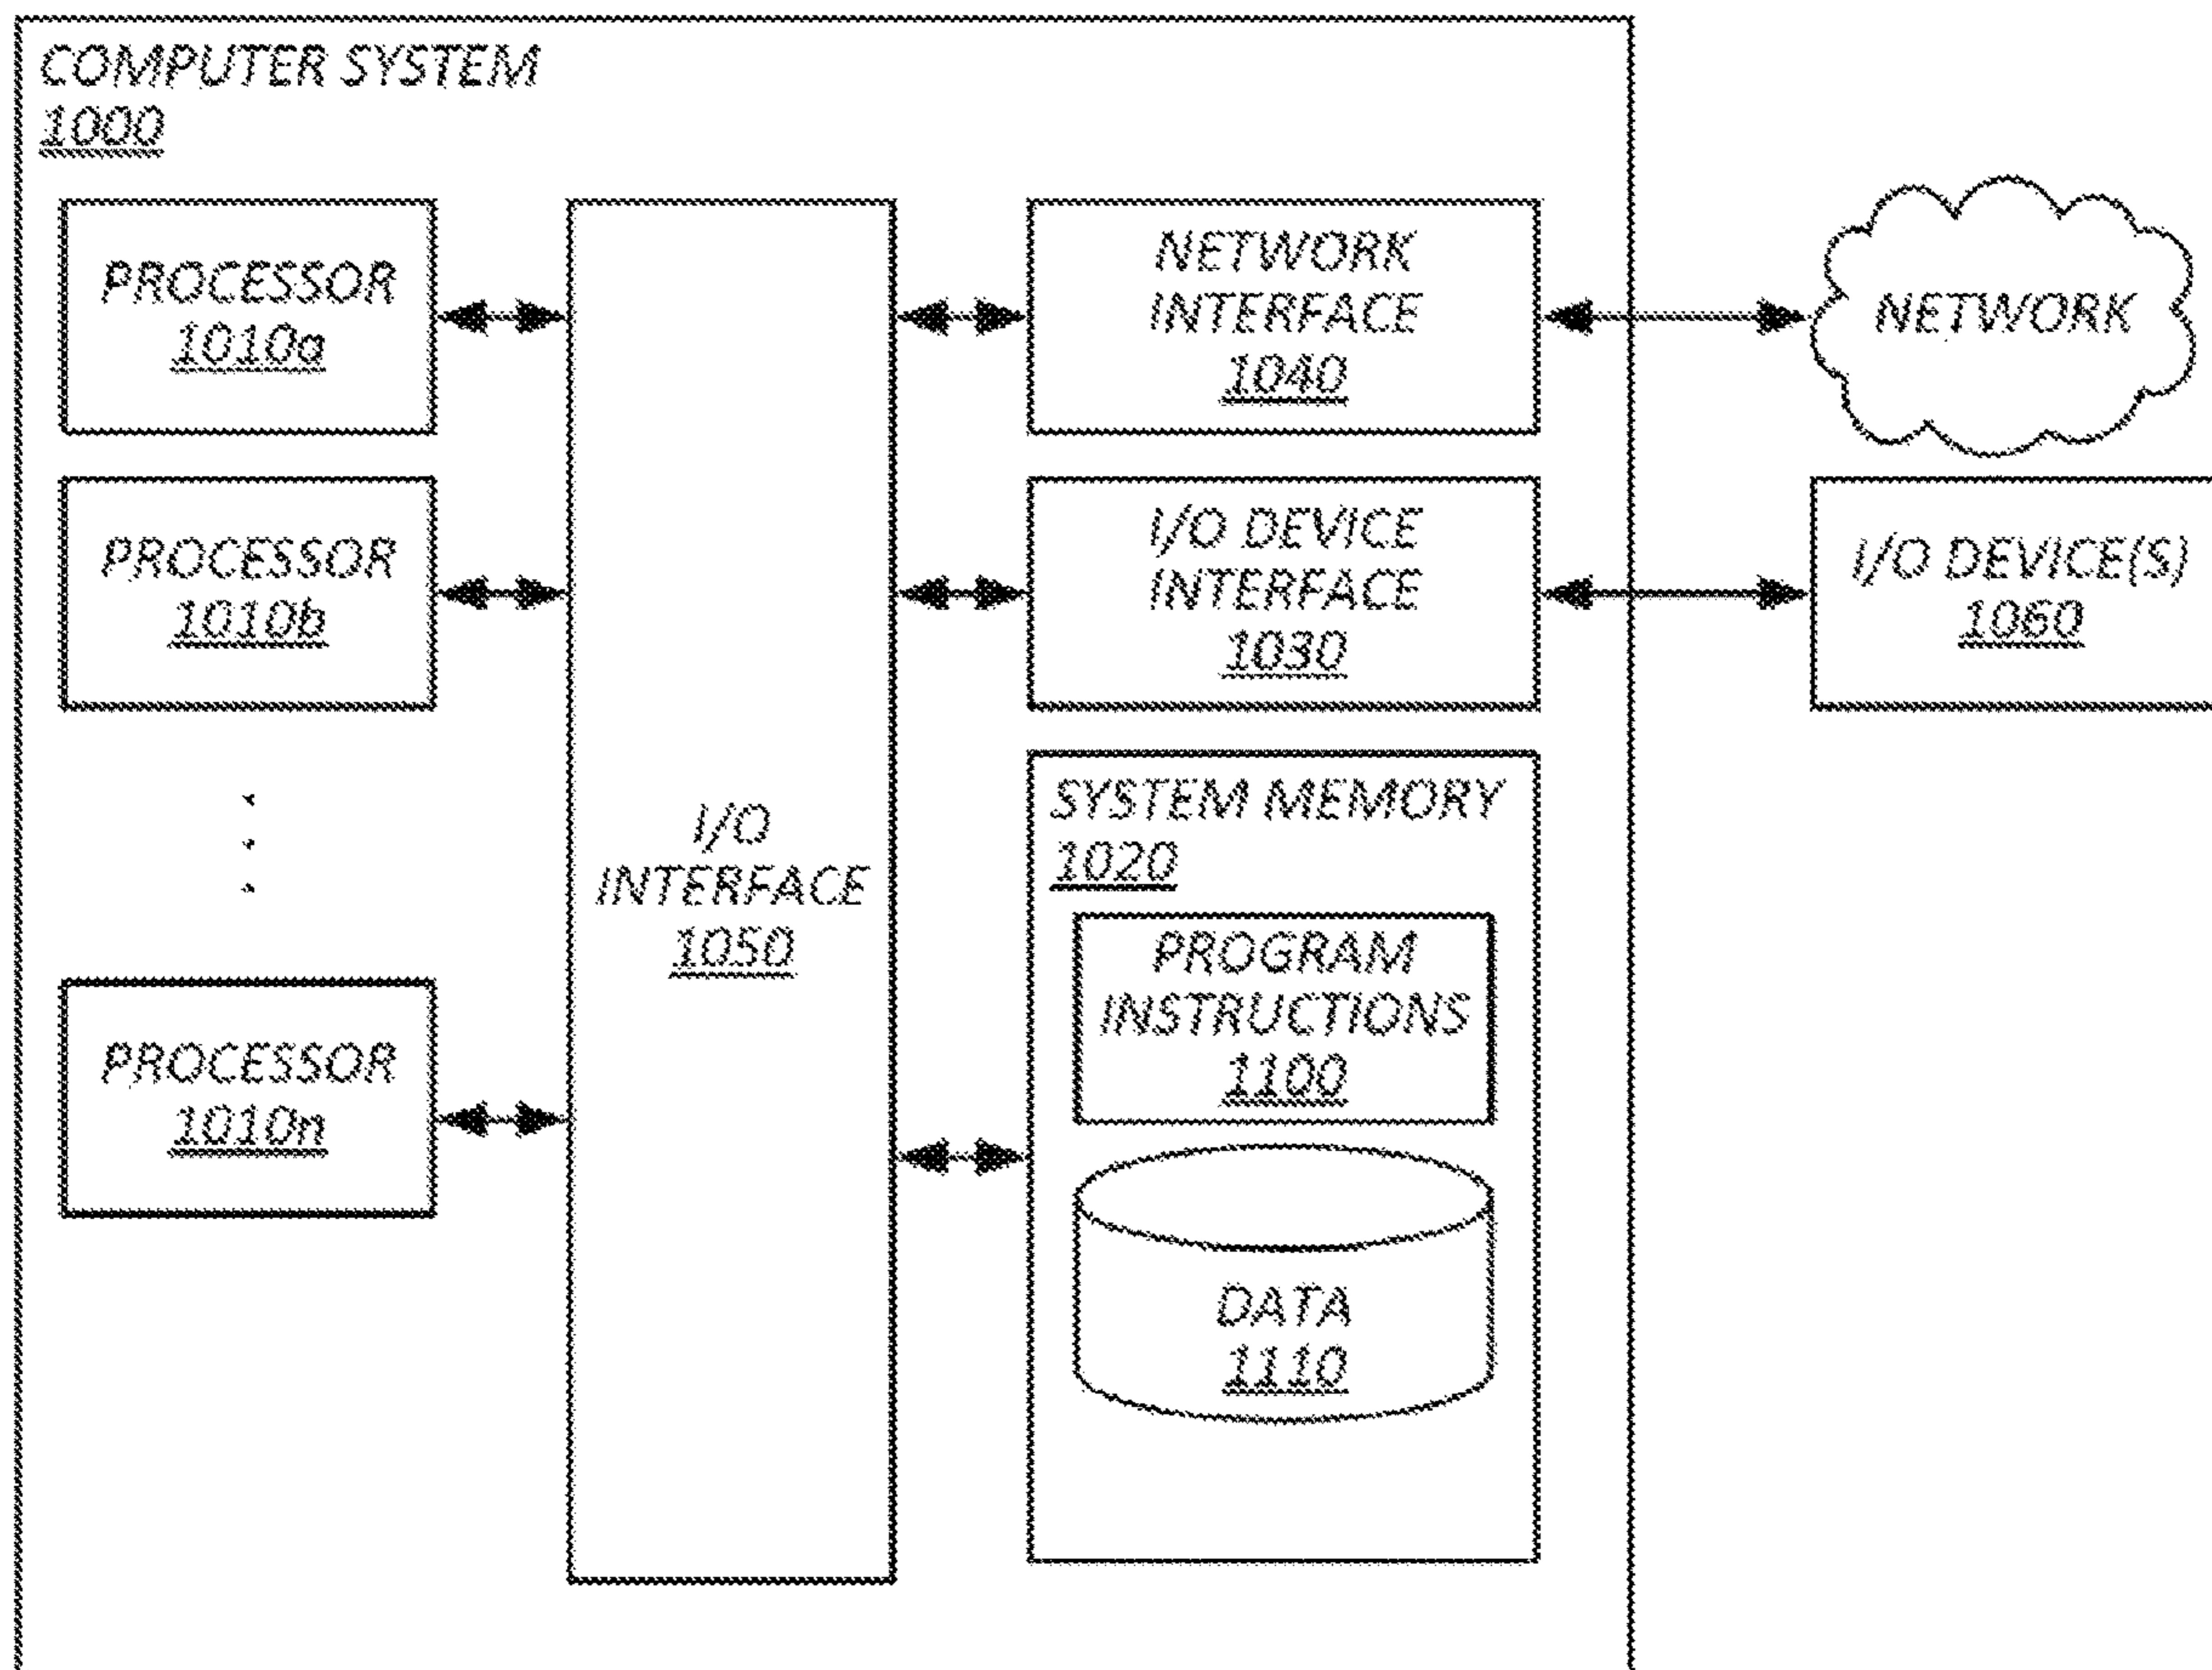 COMPUTER SYSTEM
1000
PROCESSOR
1010a
PROCESSOR
1010b
PROCESSOR
1010n
I/O
INTERFACE
1050
NETWORK
INTERFACE
1040
I/O DEVICE
INTERFACE
1030
SYSTEM MEMORY
1020
PROGRAM
INSTRUCTIONS
1100
DATA
1110
NETWORK
I/O DEVICE(S)
1060